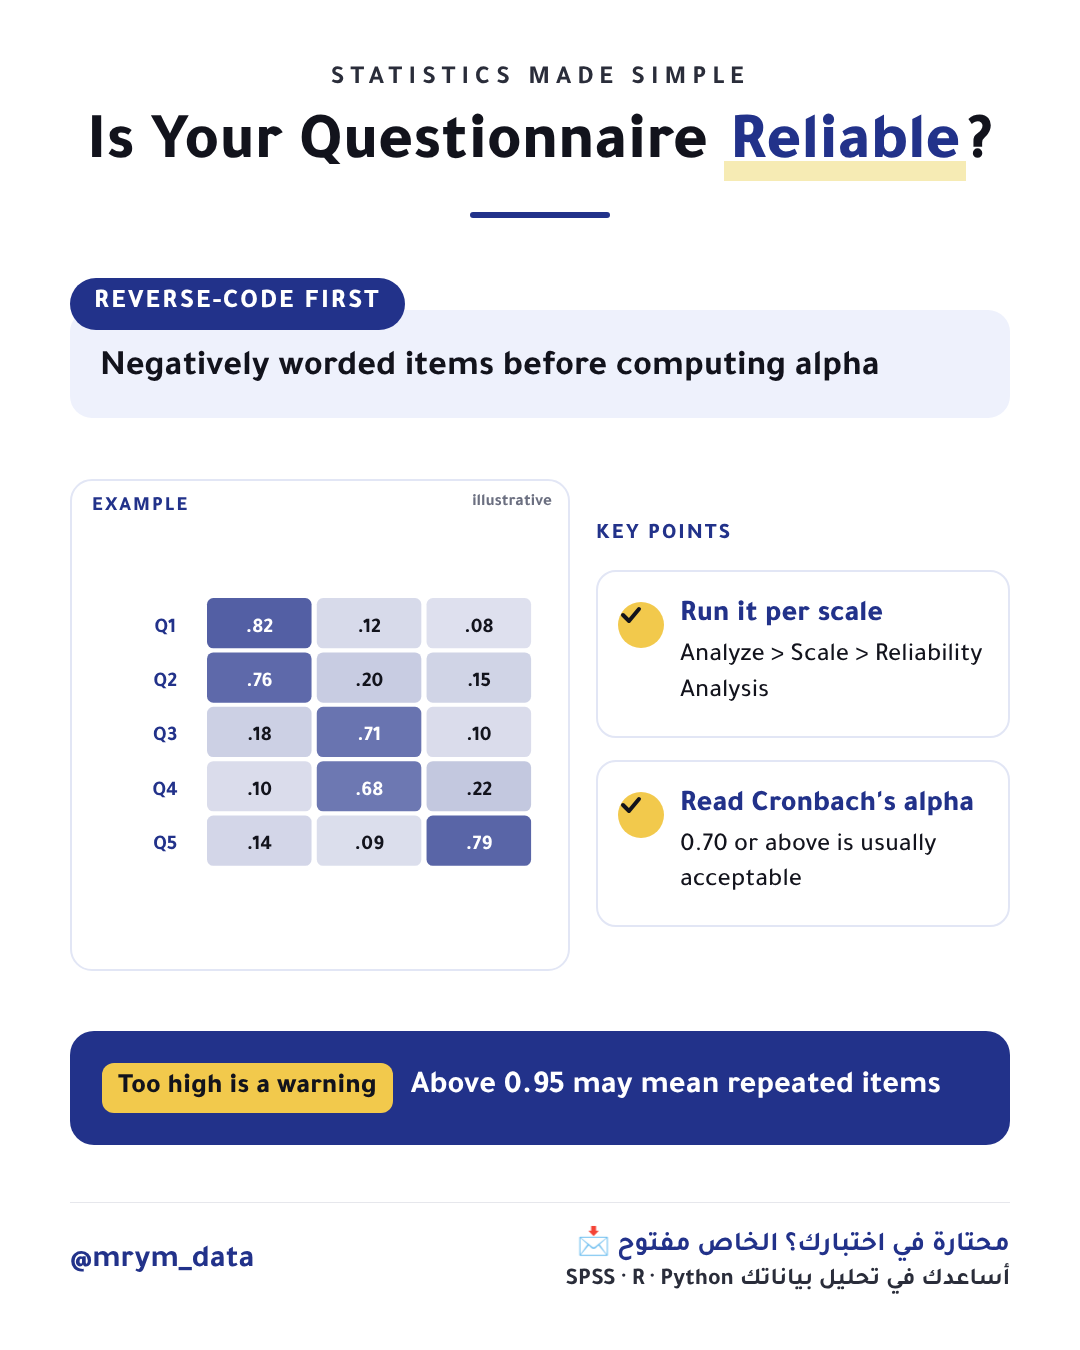 STATISTICS MADE SIMPLE
Is Your Questionnaire Reliable?
REVERSE-CODE FIRST
Negatively worded items before computing alpha
EXAMPLE
illustrative
Q1 .82 .12 .08
Q2 .76 .20 .15
Q3 .18 .71 .10
Q4 .10 .68 .22
Q5 .14 .09 .79
KEY POINTS
Run it per scale
Analyze > Scale > Reliability
Analysis
Read Cronbach's alpha
0.70 or above is usually
acceptable
Too high is a warning Above 0.95 may mean repeated items
@mrym_data
محتارة في اختبارك؟ الخاص مفتوح 📩
أساعدك في تحليل بياناتك SPSS · R · Python